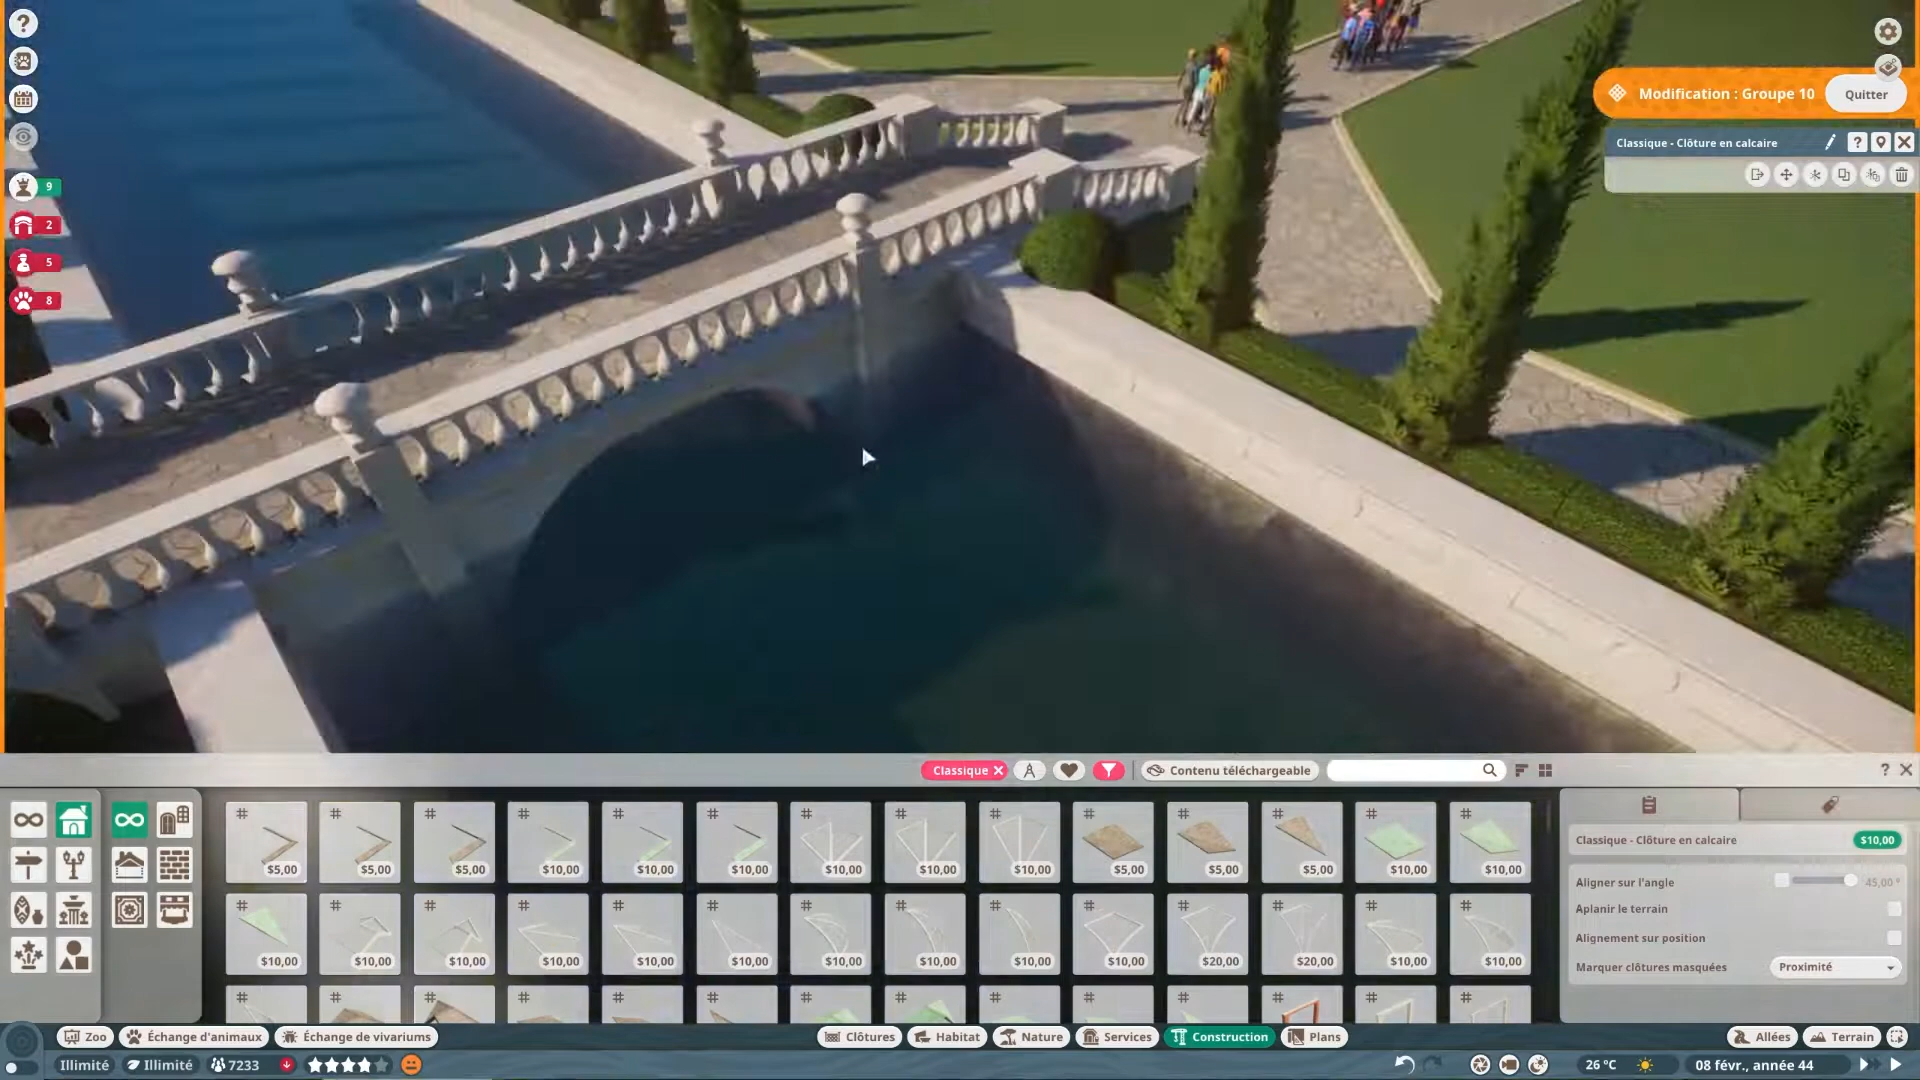 ?
Modification : Groupe 10
Quitter
Classique - Clôture en calcaire
?
9
2
5
8
Classique ×
Contenu téléchargeable
?
$5,00
$5,00
$5,00
$10,00
$10,00
$10,00
$10,00
$10,00
$10,00
$5,00
$5,00
$5,00
$10,00
$10,00
$10,00
$10,00
$10,00
$10,00
$10,00
$10,00
$10,00
$10,00
$10,00
$10,00
$20,00
$20,00
$10,00
$10,00
Classique - Clôture en calcaire
$10,00
Aligner sur l'angle
45,00 °
Aplanir le terrain
Alignement sur position
Marquer clôtures masquées
Proximité
Zoo
Échange d'animaux
Échange de vivariums
Clôtures
Habitat
Nature
Services
Construction
Plans
Allées
Terrain
Illimité
Illimité
7233
26 °C
08 févr., année 44